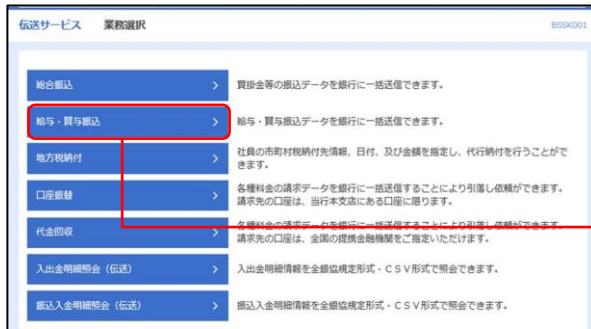 伝送サービス 業務選択 BSSK001
総合振込 買掛金等の振込データを銀行に一括送信できます。
給与・賞与振込 給与・賞与振込データを銀行に一括送信できます。
地方税納付 社員の市町村税納付先情報、日付、及び金額を指定し、代行納付を行うことがで
きます。
口座振替 各種料金の請求データを銀行に一括送信することにより引落し依頼ができます。
請求先の口座は、当行本支店にある口座に限ります。
代金回収 各種料金の請求データを銀行に一括送信することにより引落し依頼ができます。
請求先の口座は、全国の提携金融機関をご指定いただけます。
入出金明細照会（伝送） 入出金明細情報を全銀協規定形式・ＣＳＶ形式で照会できます。
振込入金明細照会（伝送） 振込入金明細情報を全銀協規定形式・ＣＳＶ形式で照会できます。